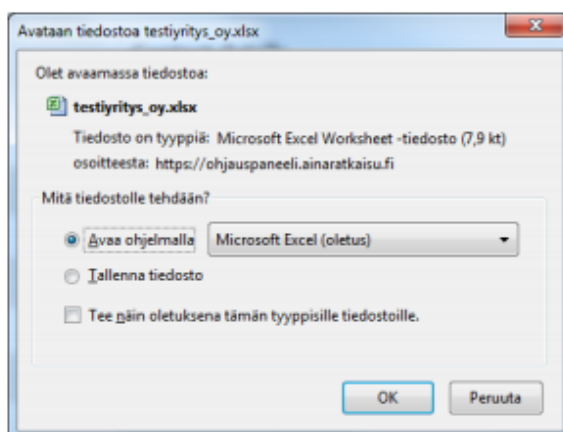 Avataan tiedostoa testiyritys_oy.xlsx
Olet avaamassa tiedostoa:
testiyritys_oy.xlsx
Tiedosto on tyyppiä: Microsoft Excel Worksheet -tiedosto (7,9 kt)
osoitteesta: https://ohjauspaneeli.ainaratkaisu.fi
Mitä tiedostolle tehdään?
Avaa ohjelmalla Microsoft Excel (oletus)
Tallenna tiedosto
Tee näin oletuksena tämän tyyppisille tiedostoille.
OK Peruuta